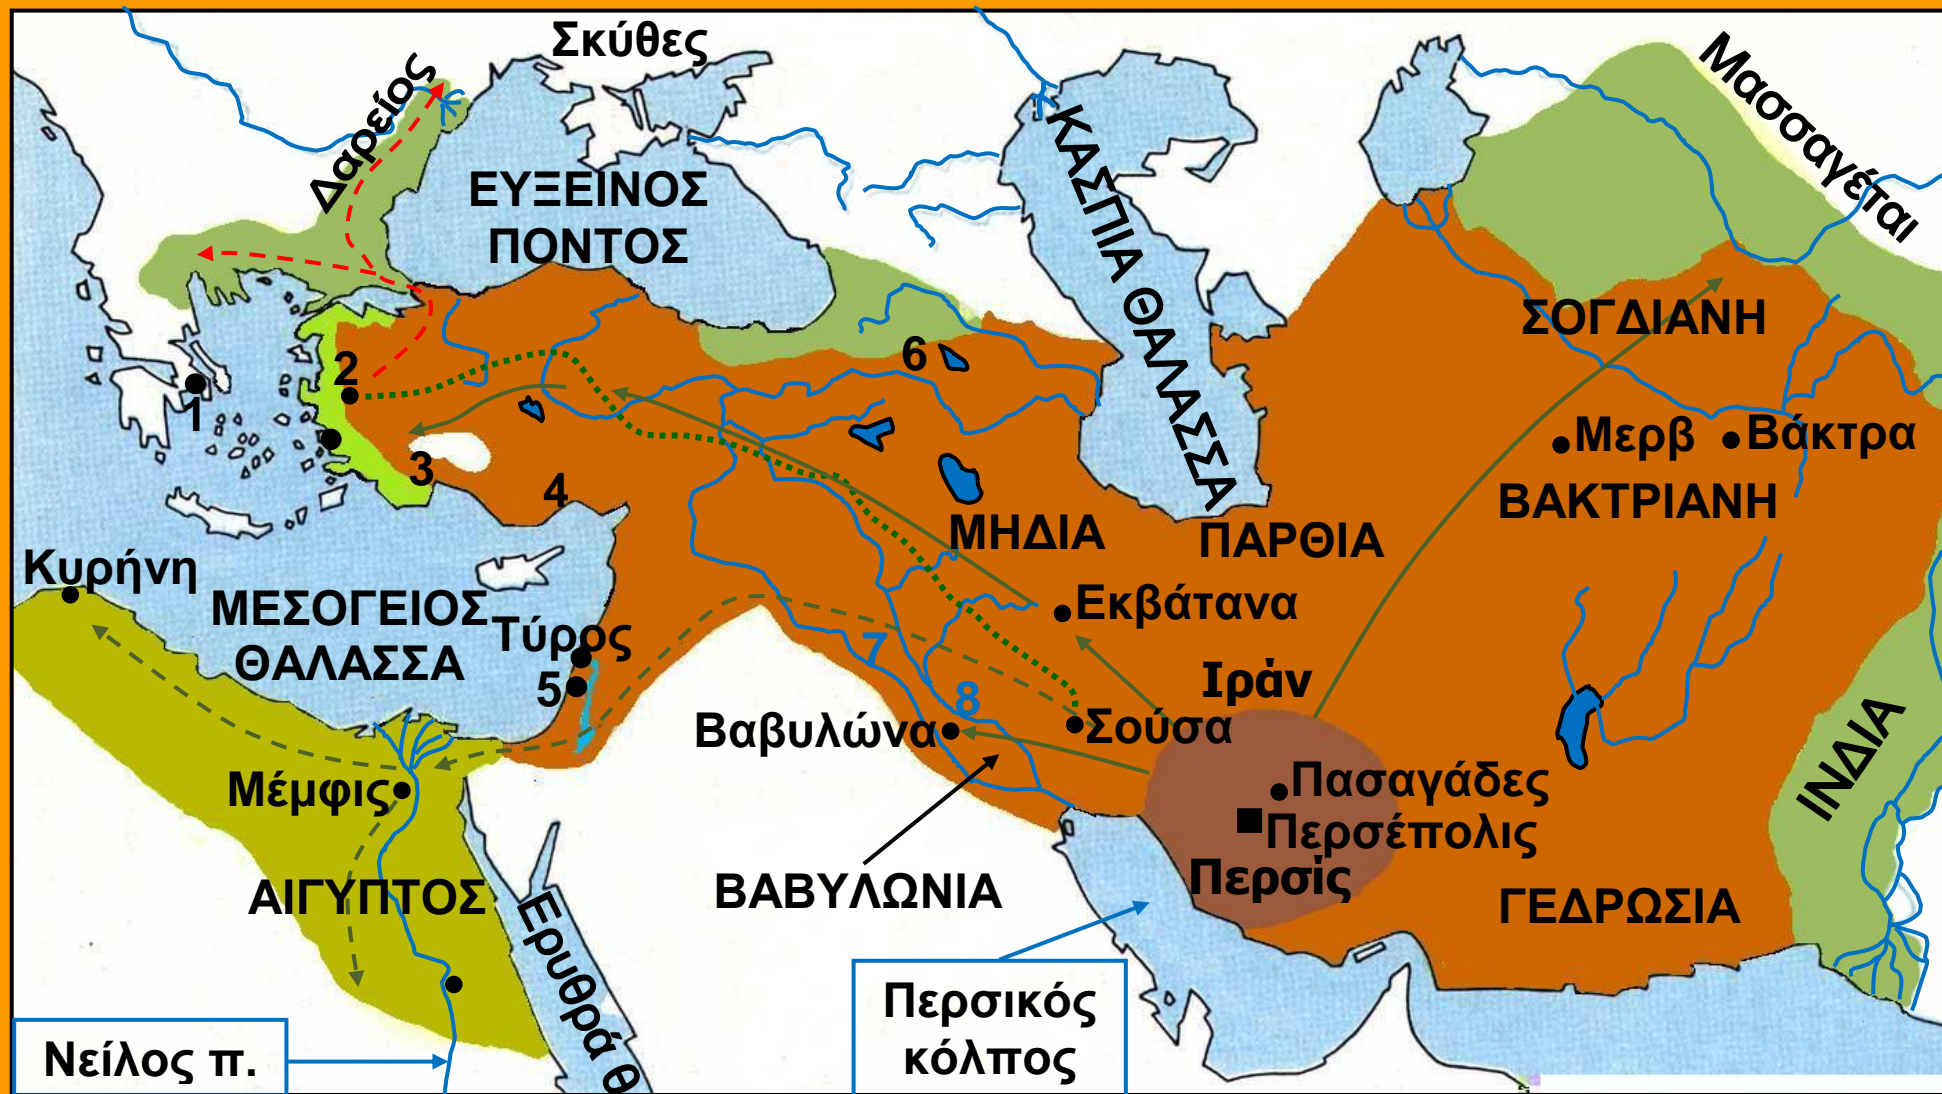 Σκύθες
Δαρείος
Μασσαγέται
ΚΑΣΠΙΑ ΘΑΛΑΣΣΑ
ΕΥΞΕΙΝΟΣ
ΠΟΝΤΟΣ
ΣΟΓΔΙΑΝΗ
6
2
1
Μερβ
Βάκτρα
3
4
ΒΑΚΤΡΙΑΝΗ
ΜΗΔΙΑ
ΠΑΡΘΙΑ
Κυρήνη
ΜΕΣΟΓΕΙΟΣ
ΘΑΛΑΣΣΑ
Τύρος
5
Εκβάτανα
7
8
Ιράν
Βαβυλώνα
Σούσα
ΙΝΔΙΑ
Μέμφις
Πασαγάδες
Περσέπολις
Περσίς
ΑΙΓΥΠΤΟΣ
ΒΑΒΥΛΩΝΙΑ
ΓΕΔΡΩΣΙΑ
Ερυθρά θ
Περσικός
κόλπος
Νείλος π.